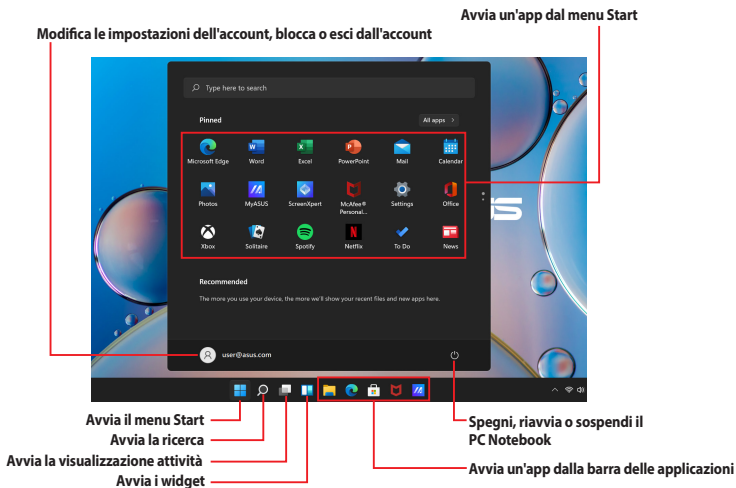 Avvia un'app dal menu Start
Modifica le impostazioni dell'account, blocca o esci dall'account
Type here to search
Pinned
All apps >
Microsoft Edge
Word
Excel
PowerPoint
Mail
Calendar
Photos
MyASUS
ScreenXpert
McAfee®
Personal...
Settings
Office
Xbox
Solitaire
Spotify
Netflix
To Do
News
Recommended
The more you use your device, the more we'll show your recent files and new apps here.
user@asus.com
Avvia il menu Start
Avvia la ricerca
Avvia la visualizzazione attività
Avvia i widget
Spegni, riavvia o sospendi il
PC Notebook
Avvia un'app dalla barra delle applicazioni